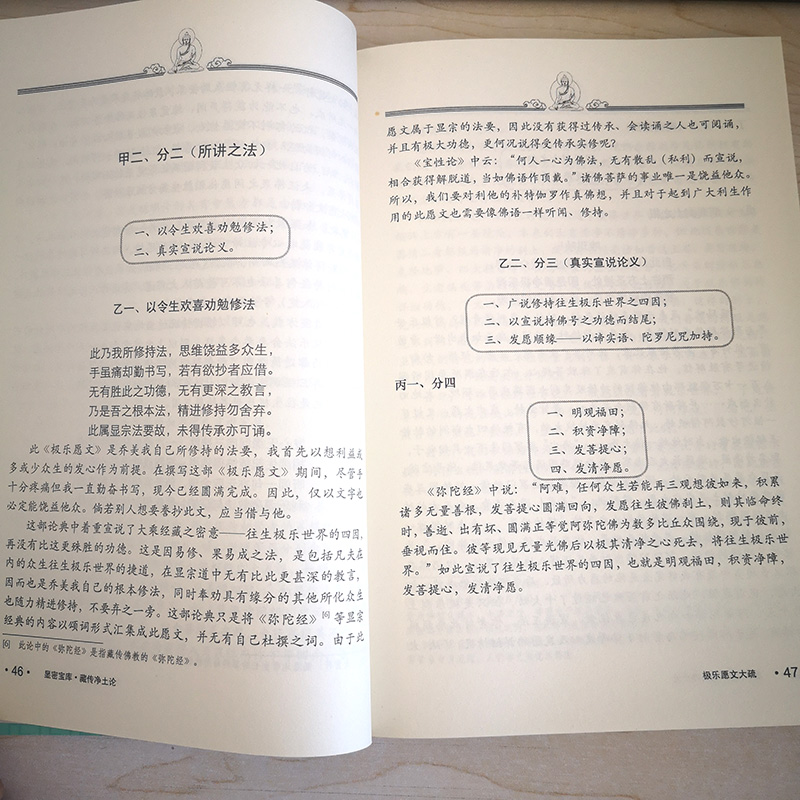 甲二、分二（所讲之法）
一、以令生欢喜劝勉修法；
二、真实宣说论义。
乙一、以令生欢喜劝勉修法
此乃我所修持法，思维饶益多众生，
手虽痛却勤书写，若有欲抄者应借。
无有胜此之功德，无有更深之教言，
乃是吾之根本法，精进修持勿舍弃。
此属显宗法要故，未得传承亦可诵。
此《极乐愿文》是乔美我自己所修持的法要，我首先以想利益或
多或少众生的发心作为前提。在撰写这部《极乐愿文》期间，尽管手
十分疼痛但我一直勤奋书写，现今已经圆满完成。因此，仅以文字也
必定能饶益他众。倘若别人想要誊抄此文，应当借与他。
这部论典中着重宣说了大乘经藏之密意——往生极乐世界的四因，
再没有比这更殊胜的功德。这是因易修、果易成之法，是包括凡夫在
内的众生往生极乐世界的捷道，在显宗道中无有比此更甚深的教言，
因而也是乔美我自己的根本修法，同时奉劝具有缘分的其他所化众生
也随力精进修持，不要弃之一旁。这部论典只是将《弥陀经》[6]等显宗
经典的内容以颂词形式汇集成此愿文，并无有自己杜撰之词。由于此
[6] 此论中的《弥陀经》是指藏传佛教的《弥陀经》。
·46· 显密宝库·藏传净土论
愿文属于显宗的法要，因此没有获得过传承、会读诵之人也可阅诵，
并且有极大功德，更何况说得受传承实修呢？
《宝性论》中云：“何人一心为佛法，无有散乱（私利）而宣说，
相合获得解脱道，当如佛语作顶戴。”诸佛菩萨的事业唯一是饶益他众。
所以，我们要对利他的补特伽罗作真佛想，并且对于起到广大利生作
用的此愿文也需要像佛语一样听闻、修持。
乙二、分三（真实宣说论义）
一、广说修持往生极乐世界之四因；
二、以宣说持佛号之功德而结尾；
三、发愿顺缘——以谛实语、陀罗尼咒加持。
丙一、分四
一、明观福田；
二、积资净障；
三、发菩提心；
四、发清净愿。
《弥陀经》中说：“阿难，任何众生若能再三观想彼如来，积累
诸多无量善根，发菩提心圆满回向，发愿往生彼佛刹土，则其临命终
时，善逝、出有坏、圆满正等觉阿弥陀佛为数多比丘众围绕，现于彼前，
垂视而住。彼等现见无量光佛后以极其清净之心死去，将往生极乐世
界。”如此宣说了往生极乐世界的四因，也就是明观福田，积资净障，
发菩提心，发清净愿。
极乐愿文大疏 ·47